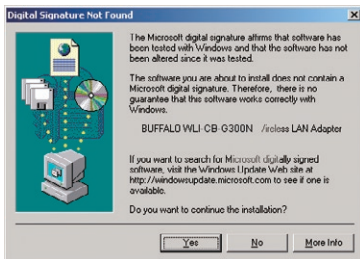 Digital Signature Not Found
The Microsoft digital signature affirms that software has
been tested with Windows and that the software has not
been altered since it was tested.
The software you are about to install does not contain a
Microsoft digital signature. Therefore, there is no
guarantee that this software works correctly with
Windows.
BUFFALO WLI-CB-G300N /ireless LAN Adapter
If you want to search for Microsoft digitally signed
software, visit the Windows Update Web site at
http://windowsupdate.microsoft.com to see if one is
available.
Do you want to continue the installation?
Yes No More Info